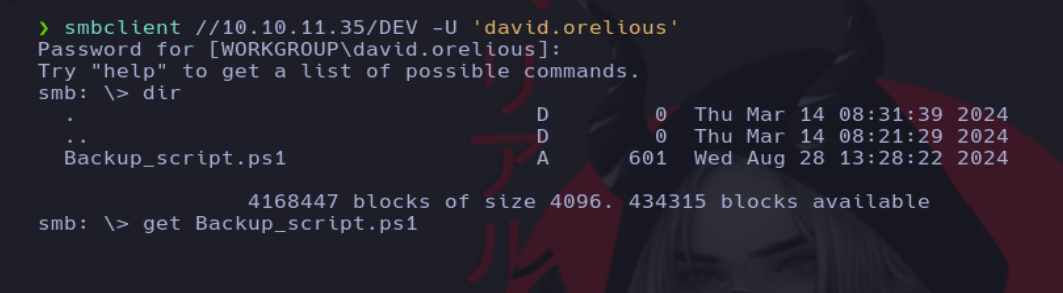 ❯ smbclient //10.10.11.35/DEV -U 'david.orelious'
Password for [WORKGROUP\david.orelious]:
Try "help" to get a list of possible commands.
smb: \> dir
  .                                   D        0  Thu Mar 14 08:31:39 2024
  ..                                  D        0  Thu Mar 14 08:21:29 2024
  Backup_script.ps1                   A      601  Wed Aug 28 13:28:22 2024
                4168447 blocks of size 4096. 434315 blocks available
smb: \> get Backup_script.ps1
リアル